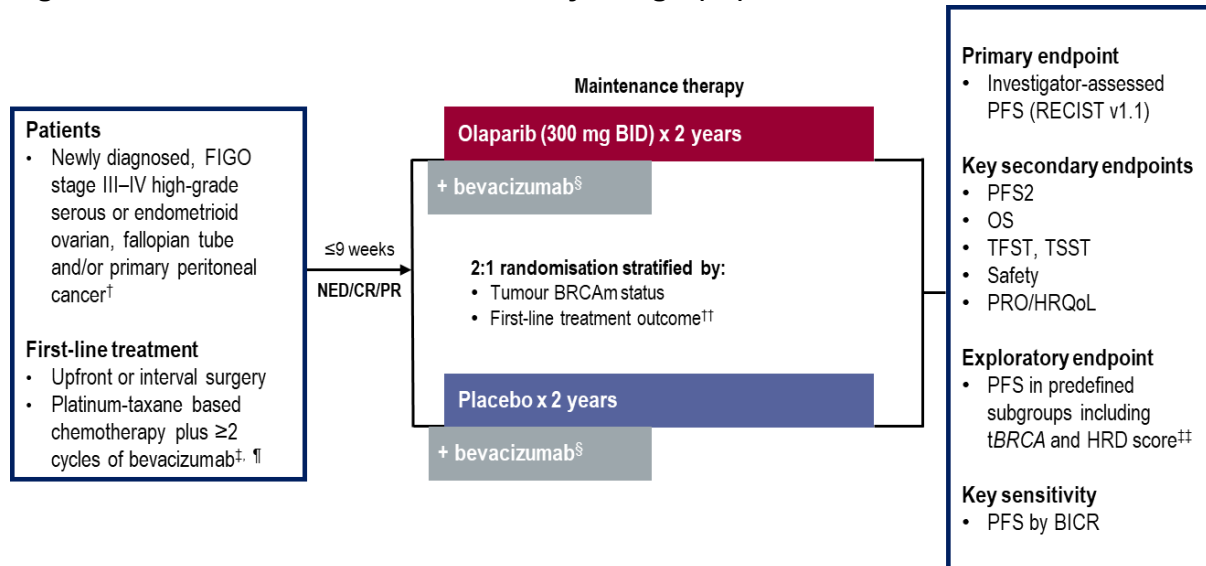 Patients
• Newly diagnosed, FIGO
stage III–IV high-grade
serous or endometrioid
ovarian, fallopian tube
and/or primary peritoneal
cancer†
First-line treatment
• Upfront or interval surgery
• Platinum-taxane based
chemotherapy plus ≥2
cycles of bevacizumab‡, ¶
≤9 weeks
NED/CR/PR
Maintenance therapy
Olaparib (300 mg BID) x 2 years
+ bevacizumab§
2:1 randomisation stratified by:
• Tumour BRCAm status
• First-line treatment outcome††
Placebo x 2 years
+ bevacizumab§
Primary endpoint
• Investigator-assessed
PFS (RECIST v1.1)
Key secondary endpoints
• PFS2
• OS
• TFST, TSST
• Safety
• PRO/HRQoL
Exploratory endpoint
• PFS in predefined
subgroups including
tBRCA and HRD score‡‡
Key sensitivity
• PFS by BICR